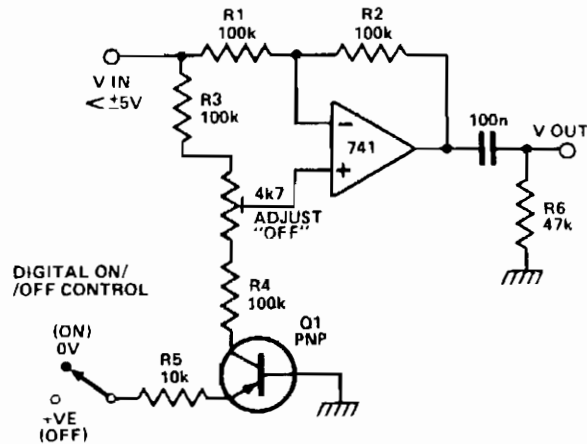 R1
100k
R2
100k
V IN
< ±5V
R3
100k
−
741
+
100n
V OUT
4k7
ADJUST
"OFF"
R6
47k
DIGITAL ON/
/OFF CONTROL
R4
100k
Q1
PNP
(ON)
0V
R5
10k
+VE
(OFF)